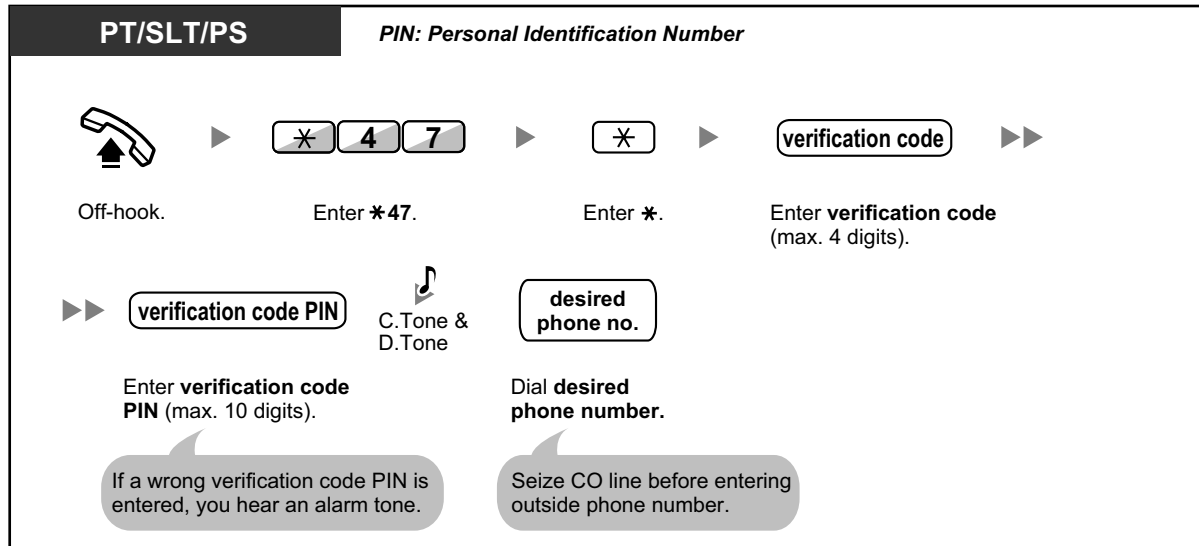 PT/SLT/PS
PIN: Personal Identification Number
* 4 7
*
verification code
Off-hook.
Enter *47.
Enter *.
Enter verification code
(max. 4 digits).
verification code PIN
C.Tone &
D.Tone
desired
phone no.
Enter verification code
PIN (max. 10 digits).
Dial desired
phone number.
If a wrong verification code PIN is
entered, you hear an alarm tone.
Seize CO line before entering
outside phone number.